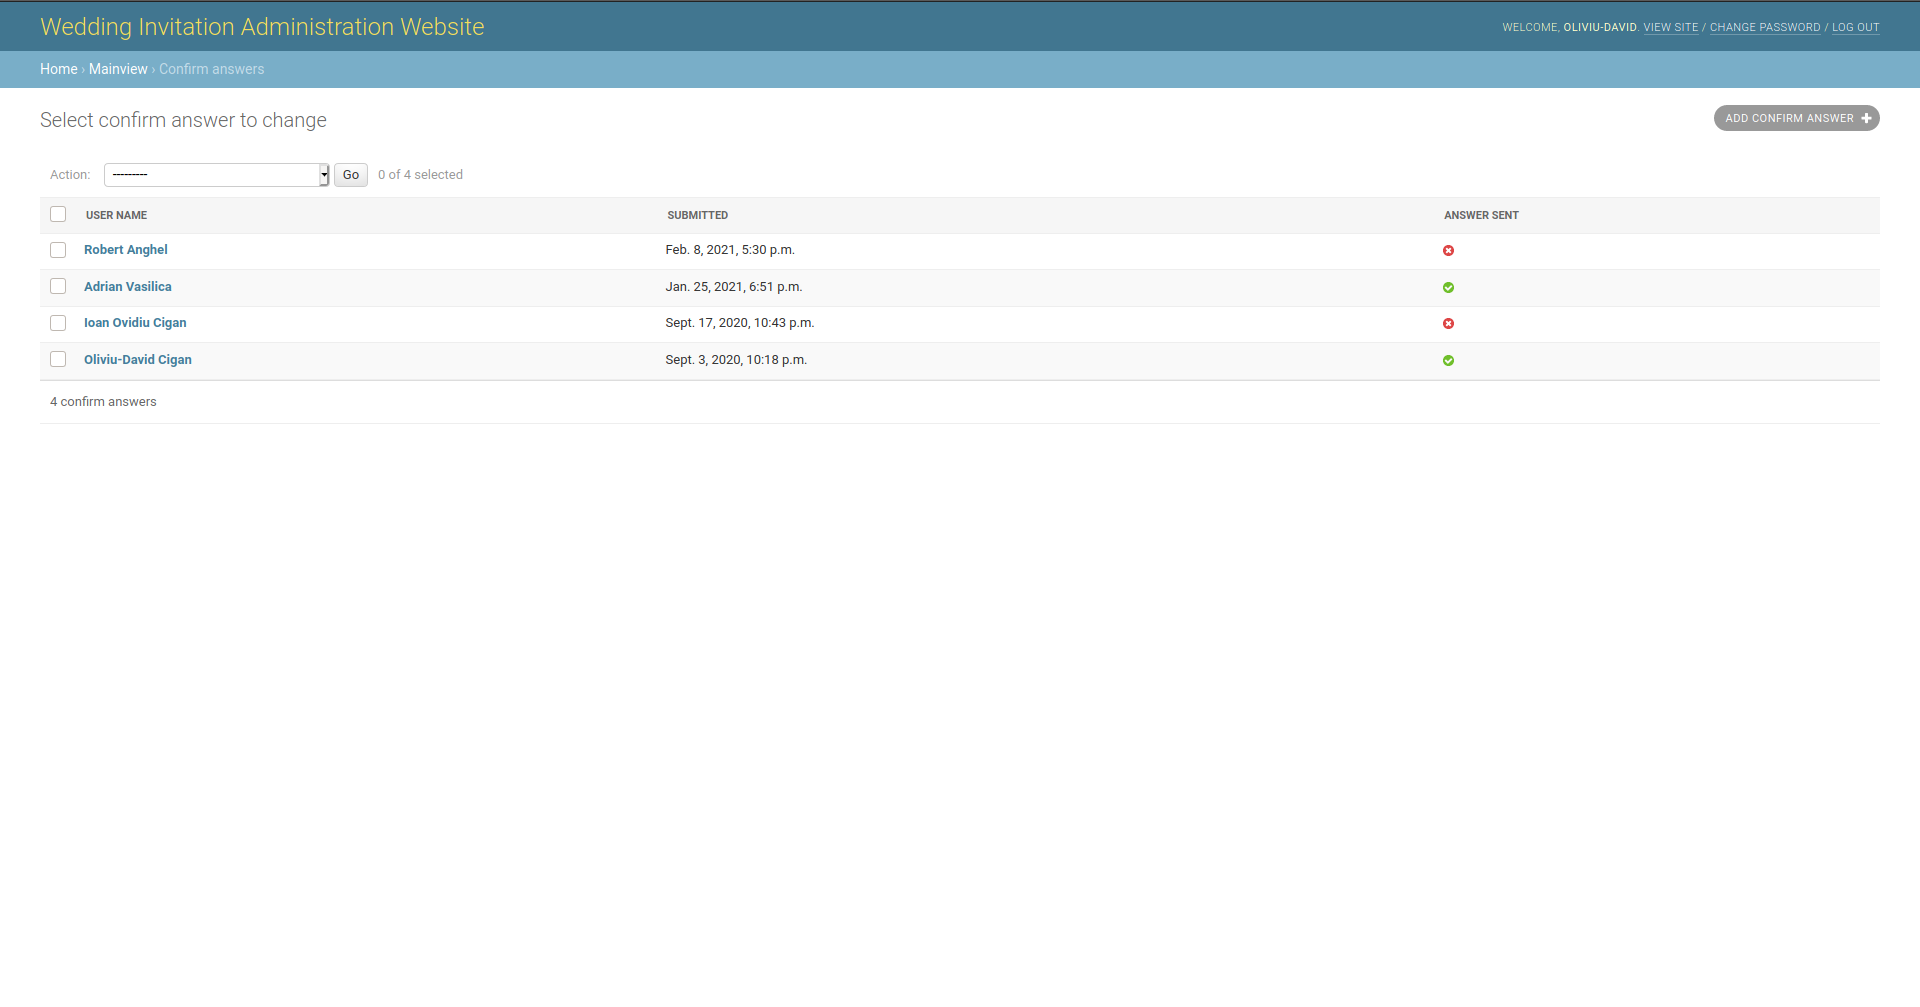 Wedding Invitation Administration Website
WELCOME, OLIVIU-DAVID. VIEW SITE / CHANGE PASSWORD / LOG OUT
Home › Mainview › Confirm answers
Select confirm answer to change
ADD CONFIRM ANSWER
Action: --------- Go 0 of 4 selected
USER NAME SUBMITTED ANSWER SENT
Robert Anghel Feb. 8, 2021, 5:30 p.m.
Adrian Vasilica Jan. 25, 2021, 6:51 p.m.
Ioan Ovidiu Cigan Sept. 17, 2020, 10:43 p.m.
Oliviu-David Cigan Sept. 3, 2020, 10:18 p.m.
4 confirm answers